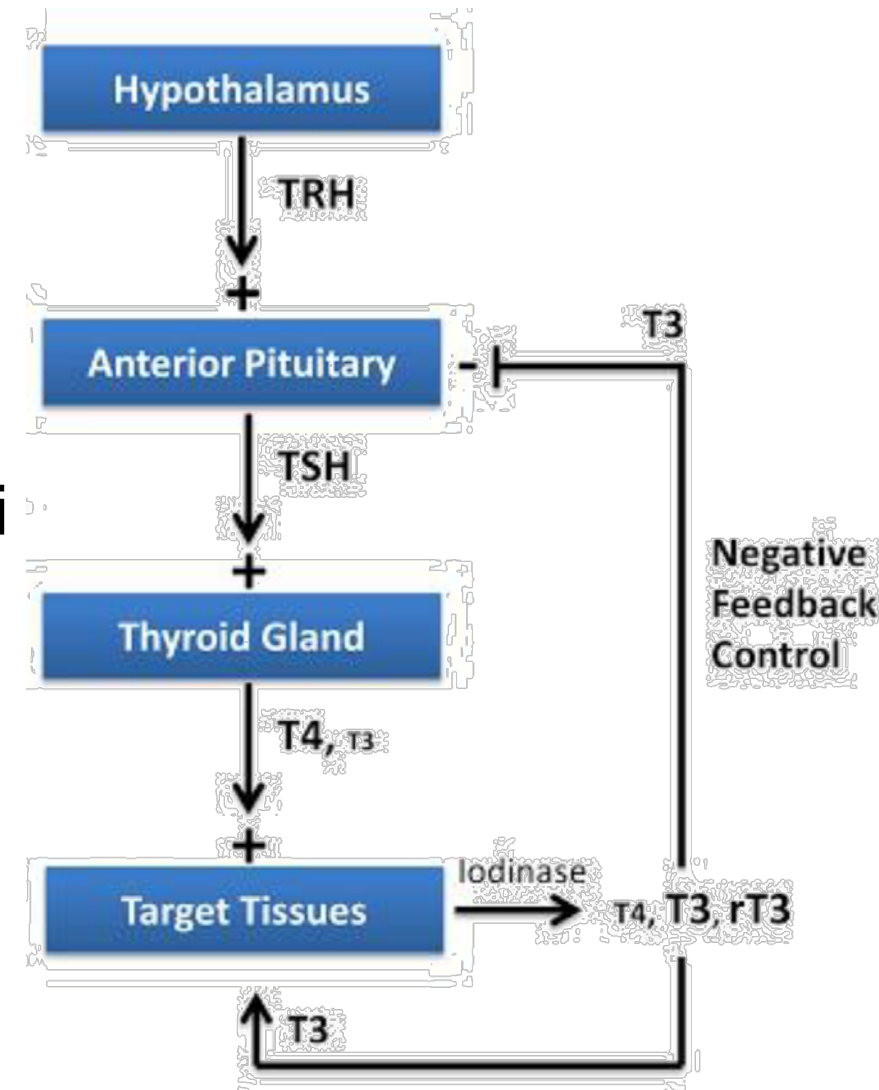 Hypothalamus
TRH
+
T3
Anterior Pituitary -
TSH
i
+
Negative
Feedback
Control
Thyroid Gland
T4, T3
+
Iodinase
Target Tissues
T4, T3, rT3
T3